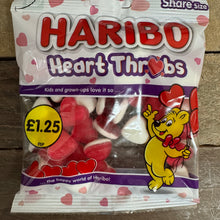 Share Size
HARIBO
Heart Throbs
Kids and grown-ups love it so ...
£1.25
the happy world of Haribo!